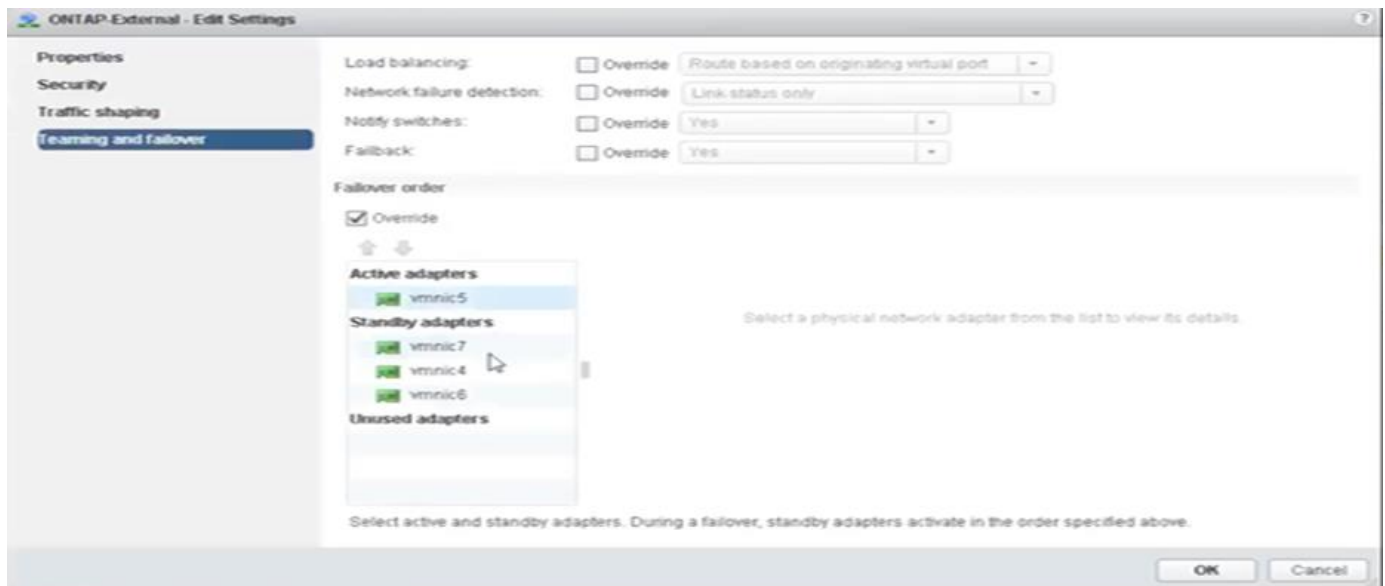 ONTAP-External - Edit Settings
?
Properties
Security
Traffic shaping
Teaming and failover
Load balancing:
Override
Route based on originating virtual port
Network failure detection:
Override
Link status only
Notify switches:
Override
Yes
Failback:
Override
Yes
Failover order
Override
Active adapters
vmnic5
Standby adapters
vmnic7
vmnic4
vmnic6
Unused adapters
Select a physical network adapter from the list to view its details.
Select active and standby adapters. During a failover, standby adapters activate in the order specified above.
OK
Cancel